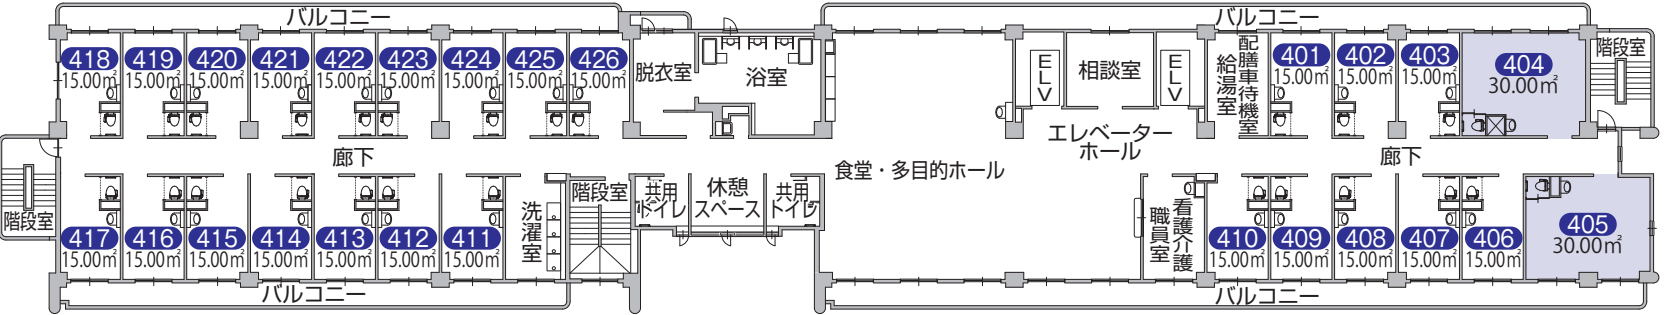 バルコニー
バルコニー
418
15.00㎡
419
15.00㎡
420
15.00㎡
421
15.00㎡
422
15.00㎡
423
15.00㎡
424
15.00㎡
425
15.00㎡
426
15.00㎡
脱衣室
浴室
ELV
相談室
ELV
給湯室
配膳車待機室
401
15.00㎡
402
15.00㎡
403
15.00㎡
404
30.00㎡
階段室
廊下
食堂・多目的ホール
エレベーター
ホール
廊下
階段室
417
15.00㎡
416
15.00㎡
415
15.00㎡
414
15.00㎡
413
15.00㎡
412
15.00㎡
411
15.00㎡
洗濯室
階段室
共用
トイレ
休憩
スペース
共用
トイレ
看護介護
職員室
410
15.00㎡
409
15.00㎡
408
15.00㎡
407
15.00㎡
406
15.00㎡
405
30.00㎡
バルコニー
バルコニー